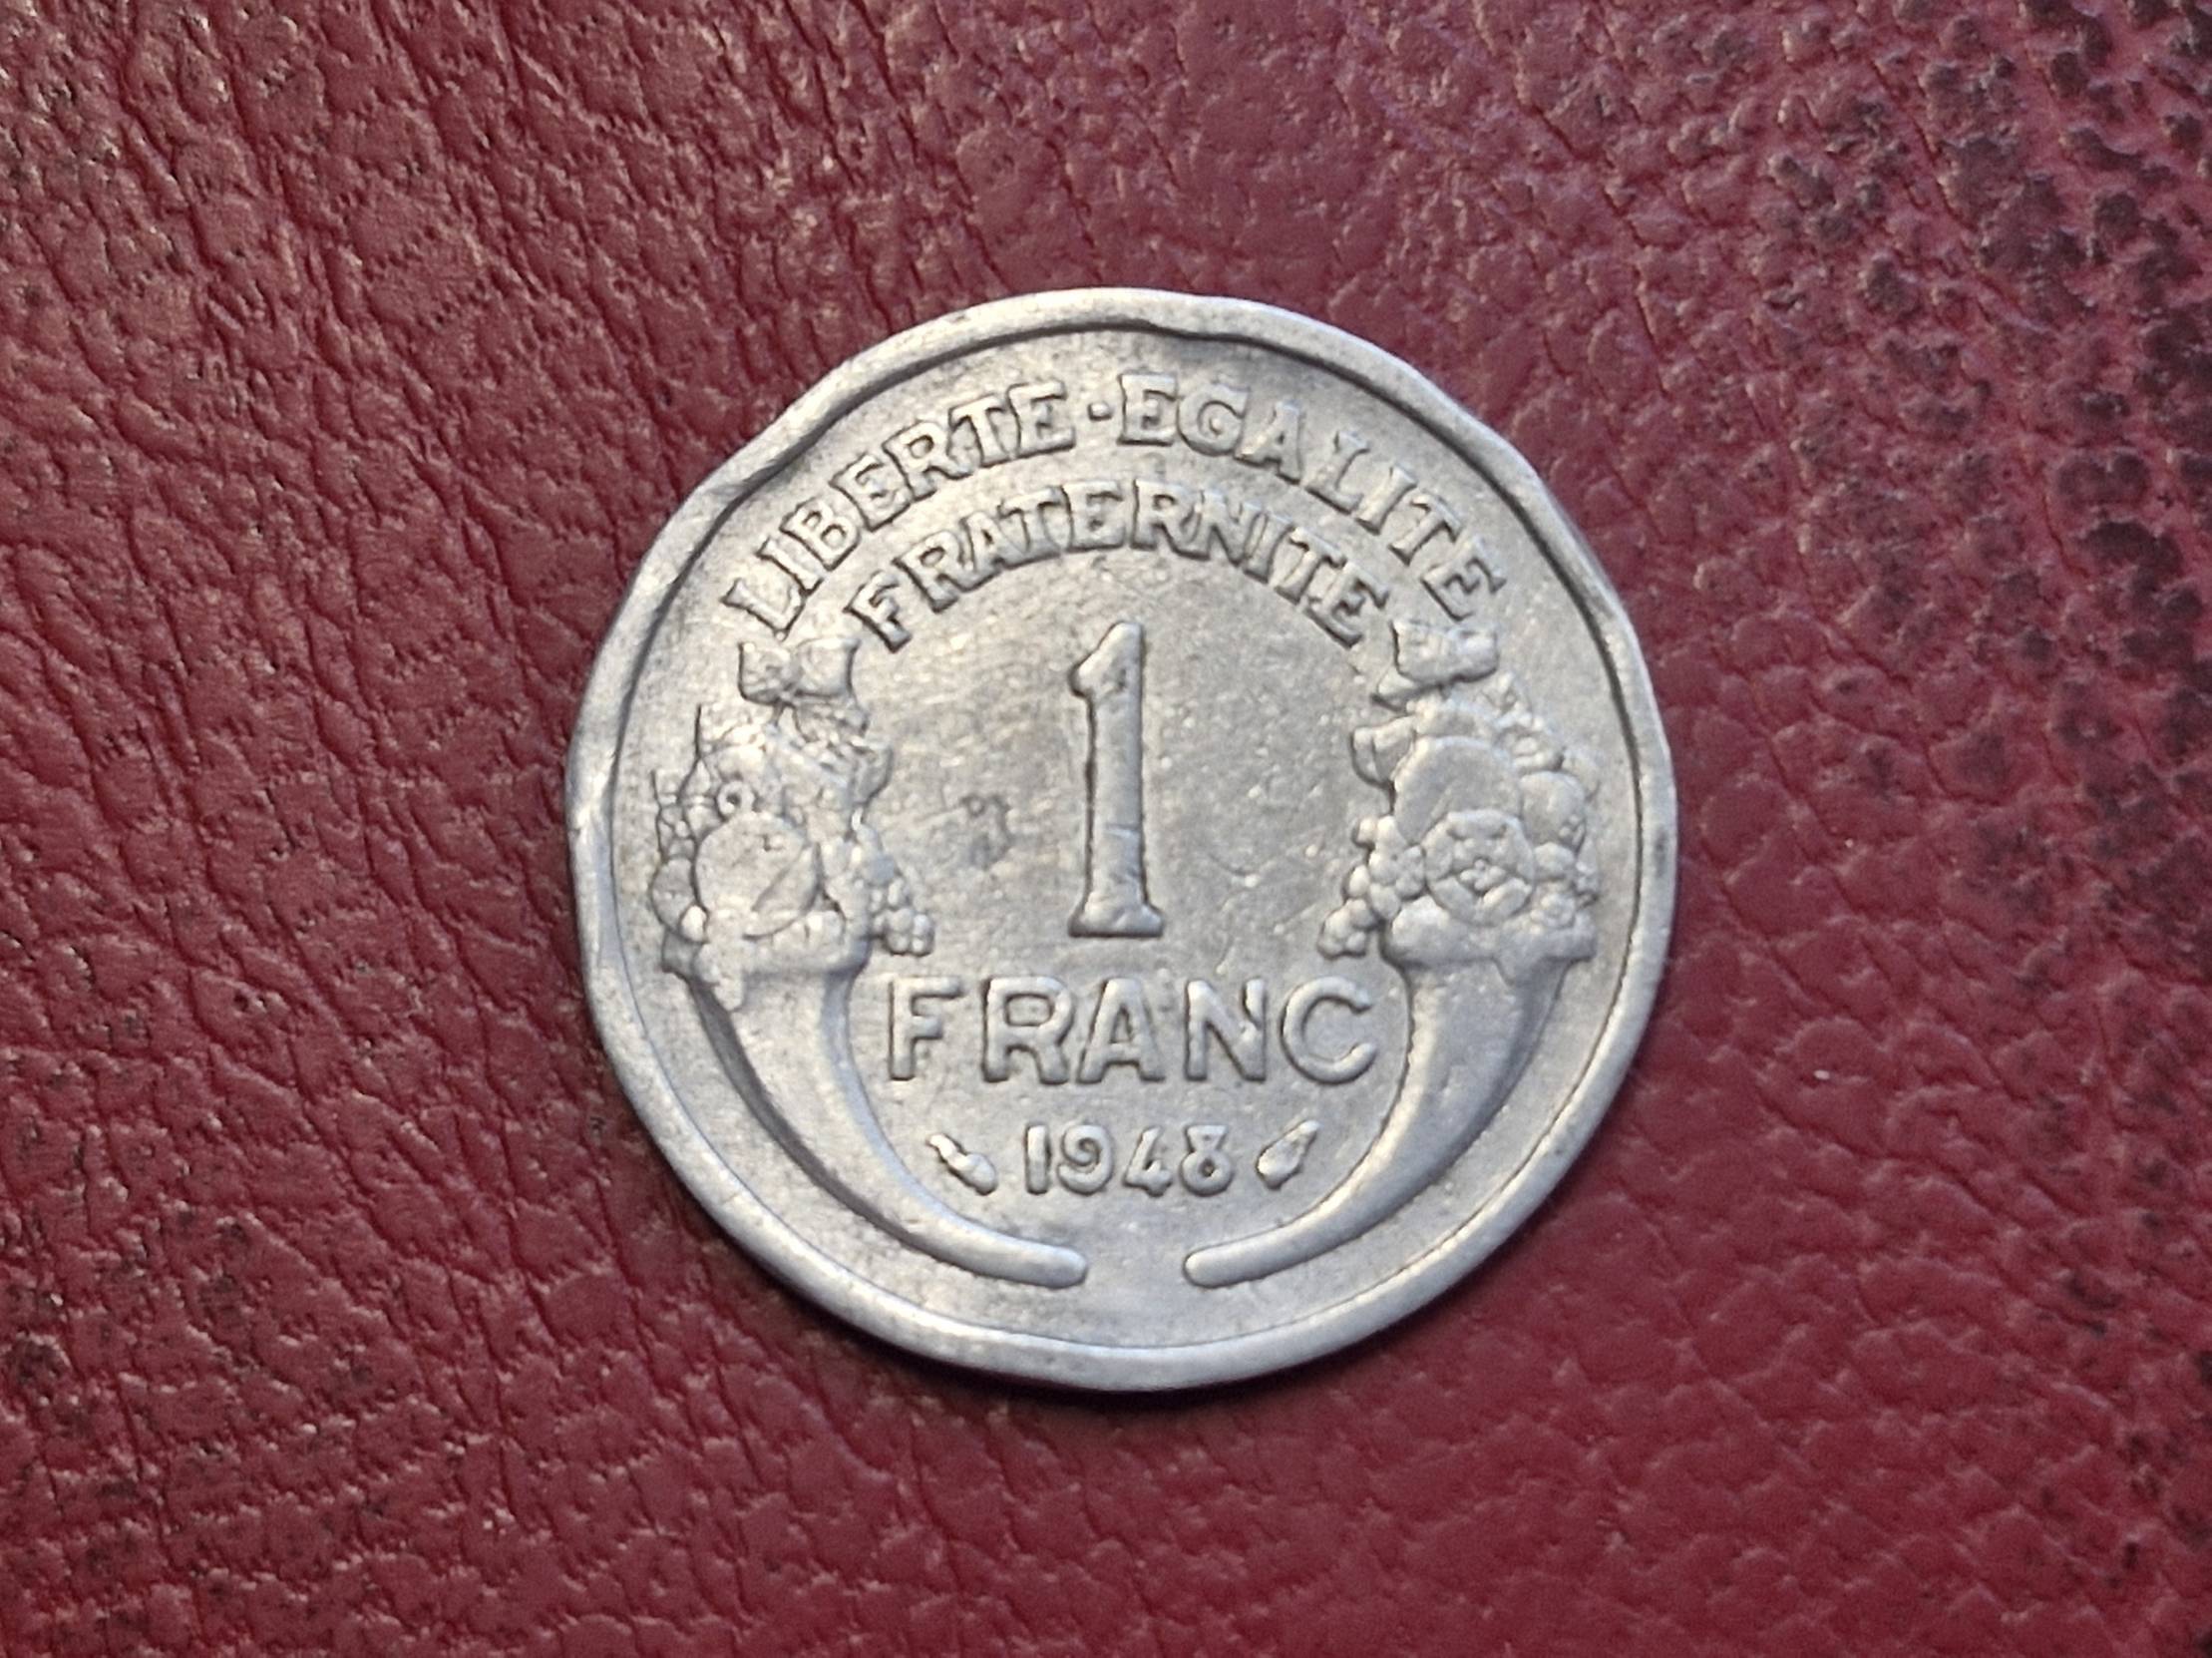 LIBERTE · EGALITE
FRATERNITE
1
FRANC
1948